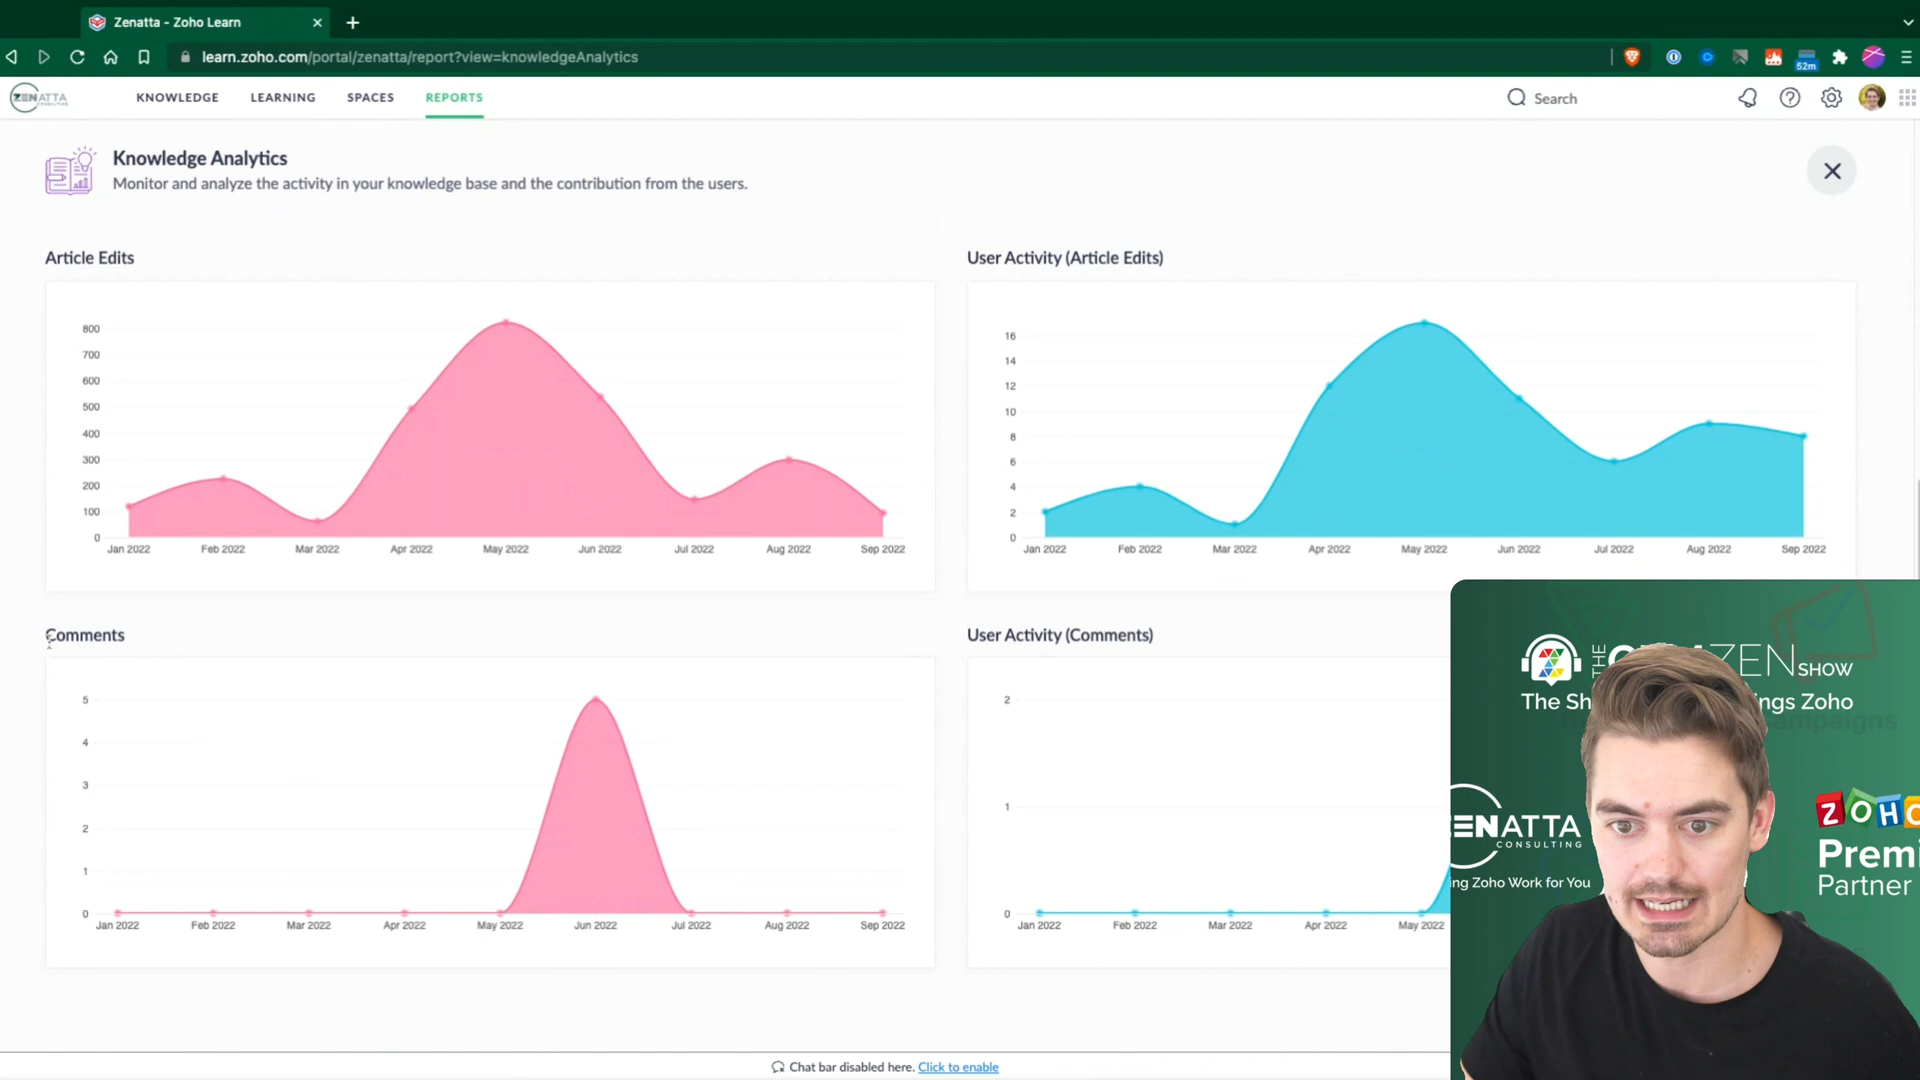 Zenatta - Zoho Learn
learn.zoho.com/portal/zenatta/report?view=knowledgeAnalytics
52m
ZENATTA
CONSULTING
KNOWLEDGE
LEARNING
SPACES
REPORTS
Search
Knowledge Analytics
Monitor and analyze the activity in your knowledge base and the contribution from the users.
Article Edits
800
700
600
500
400
300
200
100
0
Jan 2022 Feb 2022 Mar 2022 Apr 2022 May 2022 Jun 2022 Jul 2022 Aug 2022 Sep 2022
User Activity (Article Edits)
16
14
12
10
8
6
4
2
0
Jan 2022 Feb 2022 Mar 2022 Apr 2022 May 2022 Jun 2022 Jul 2022 Aug 2022 Sep 2022
Comments
5
4
3
2
1
0
Jan 2022 Feb 2022 Mar 2022 Apr 2022 May 2022 Jun 2022 Jul 2022 Aug 2022 Sep 2022
User Activity (Comments)
2
1
0
Jan 2022 Feb 2022 Mar 2022 Apr 2022 May 2022
THE ZEN SHOW
The Sh ngs Zoho
ENATTA
CONSULTING
ng Zoho Work for You
ZOHO
Premi
Partner
Chat bar disabled here. Click to enable